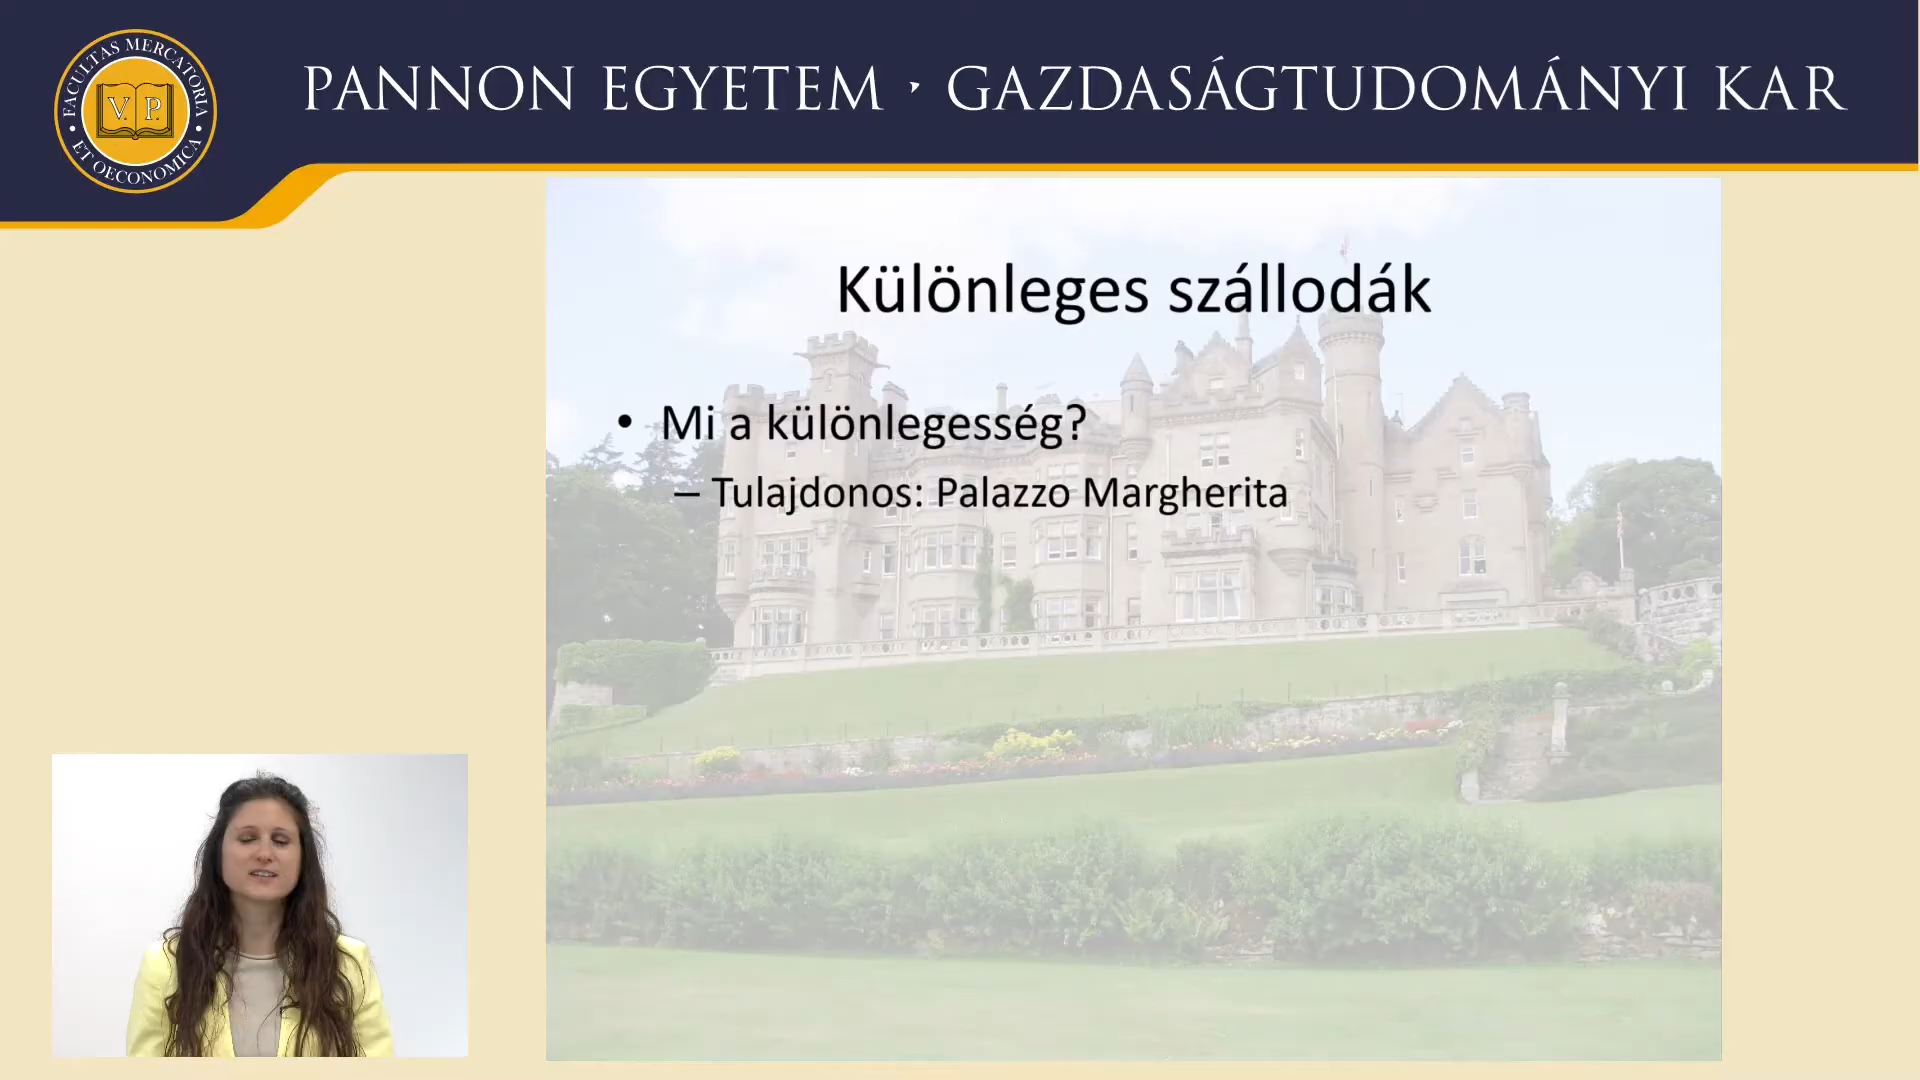 FACULTAS MERCATORIA
V. P.
• ET OECONOMICA •
PANNON EGYETEM · GAZDASÁGTUDOMÁNYI KAR
Különleges szállodák
• Mi a különlegesség?
– Tulajdonos: Palazzo Margherita